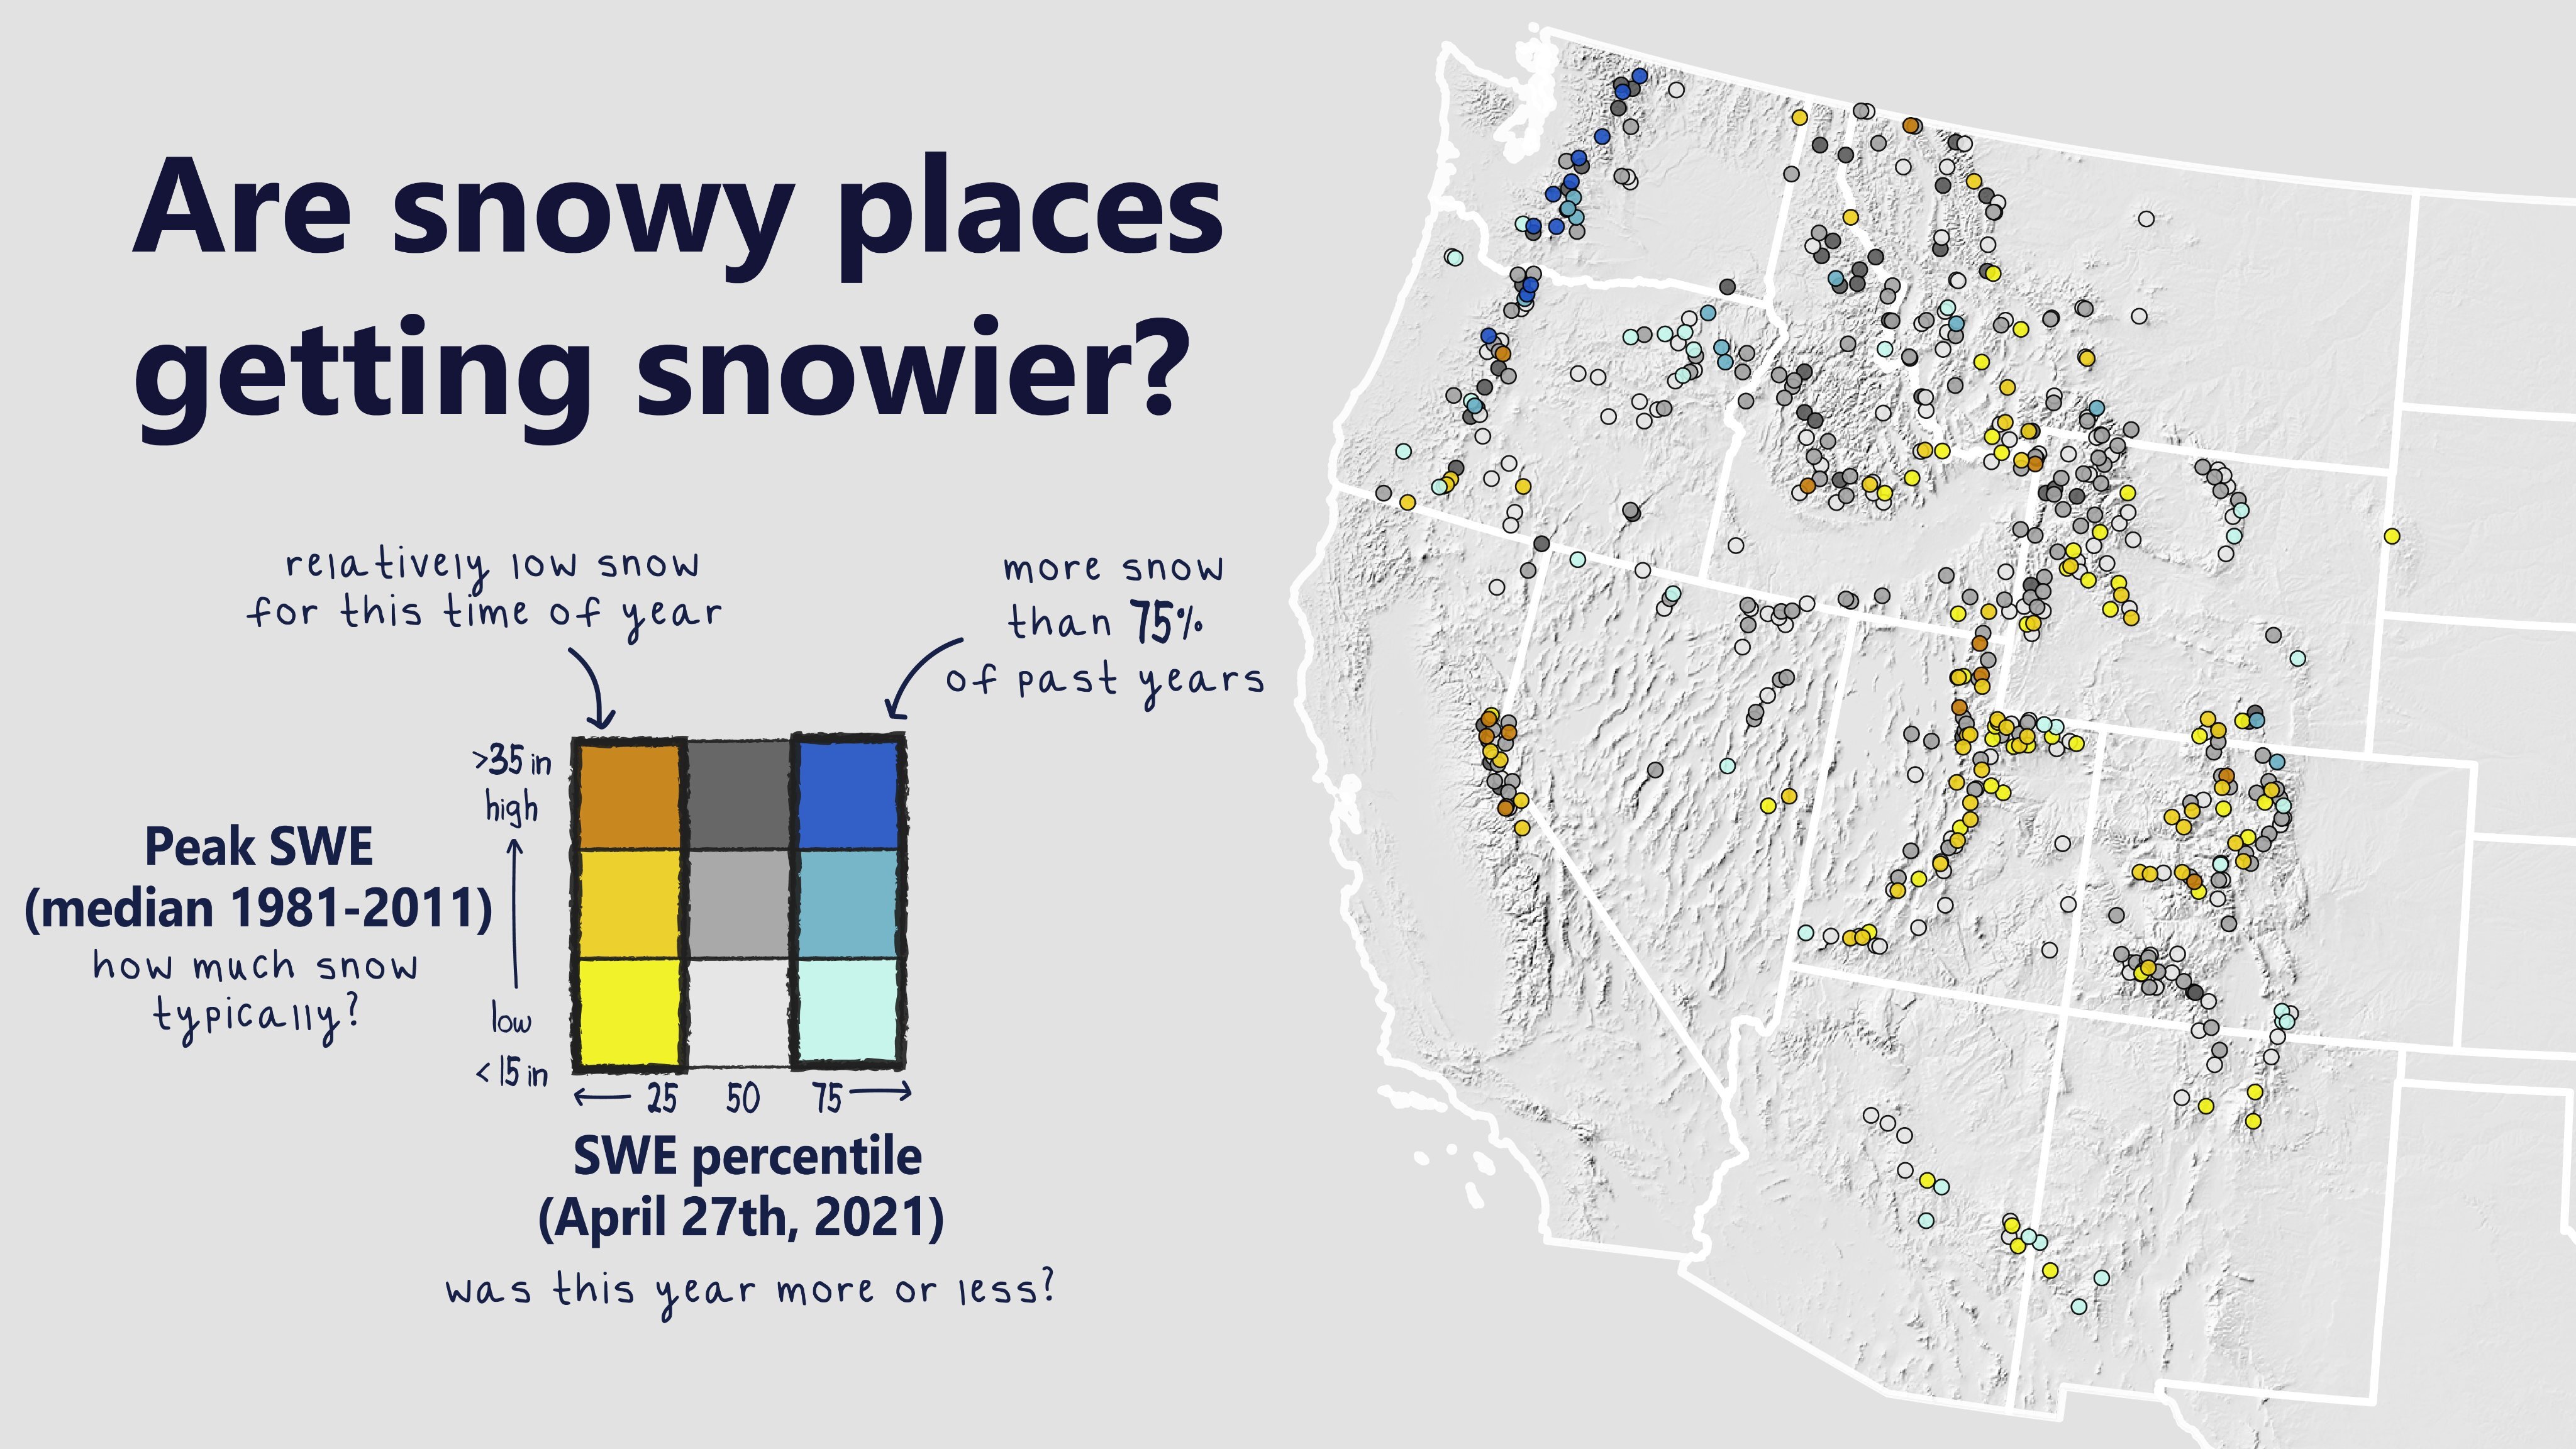 Are snowy places
getting snowier?
relatively low snow
for this time of year
more snow
than 75%
of past years
>35 in
high
Peak SWE
(median 1981-2011)
how much snow
typically?
low
<15 in
25 50 75
SWE percentile
(April 27th, 2021)
was this year more or less?